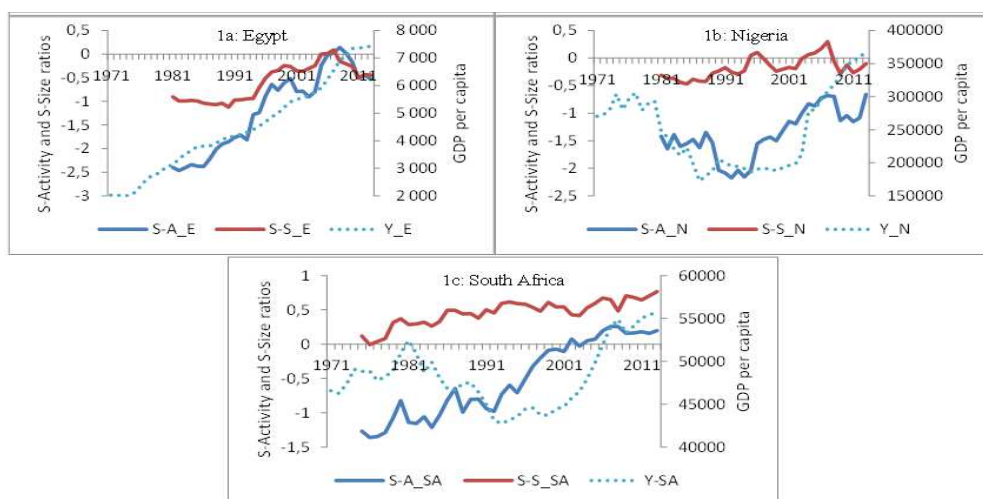 1a: Egypt
S-Activity and S-Size ratios
0,5
0
-0,5
-1
-1,5
-2
-2,5
-3
1971 1981 1991 2001 2011
8 000
7 000
6 000
5 000
4 000
3 000
2 000
GDP per capita
S-A_E S-S_E Y_E
1b: Nigeria
S-Activity and S-Size ratios
0,5
0
-0,5
-1
-1,5
-2
-2,5
1971 1981 1991 2001 2011
400000
350000
300000
250000
200000
150000
GDP per capita
S-A_N S-S_N Y_N
1c: South Africa
S-Activity and S-Size ratios
1
0,5
0
-0,5
-1
-1,5
1971 1981 1991 2001 2011
60000
55000
50000
45000
40000
GDP per capita
S-A_SA S-S_SA Y-SA